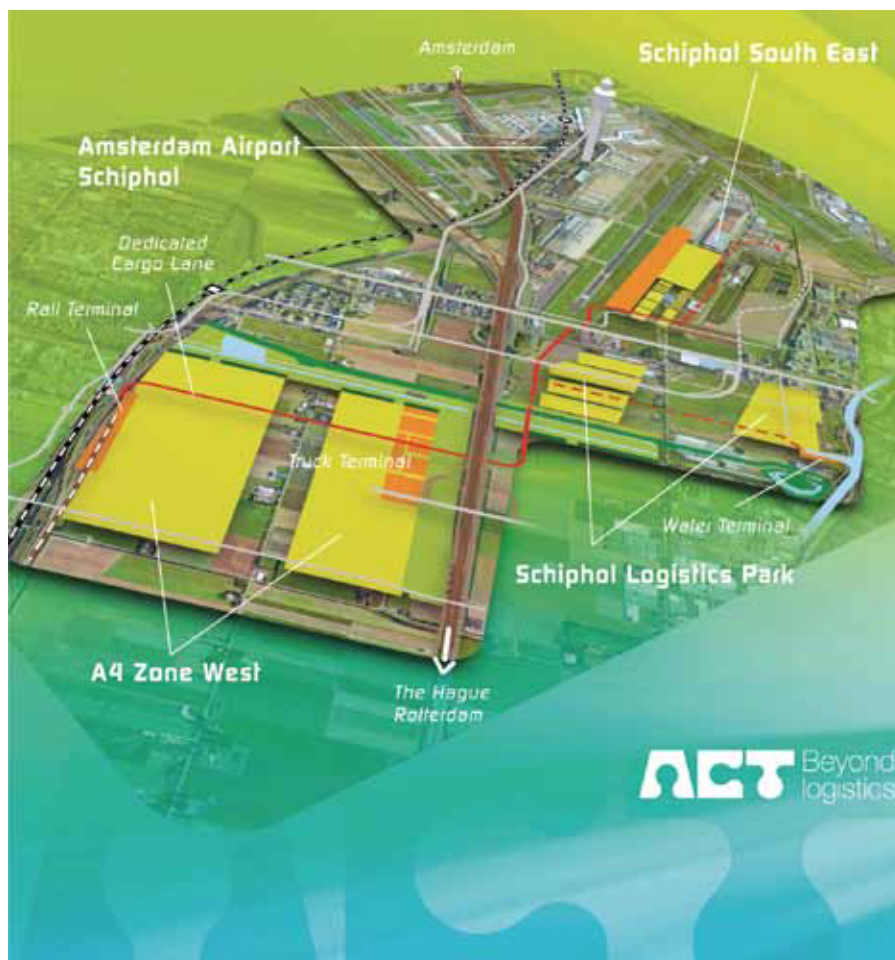 Amsterdam
Schiphol South East
Amsterdam Airport
Schiphol
Dedicated
Cargo Lane
Rail Terminal
Truck Terminal
Water Terminal
Schiphol Logistics Park
A4 Zone West
The Hague
Rotterdam
ACT Beyond
logistics